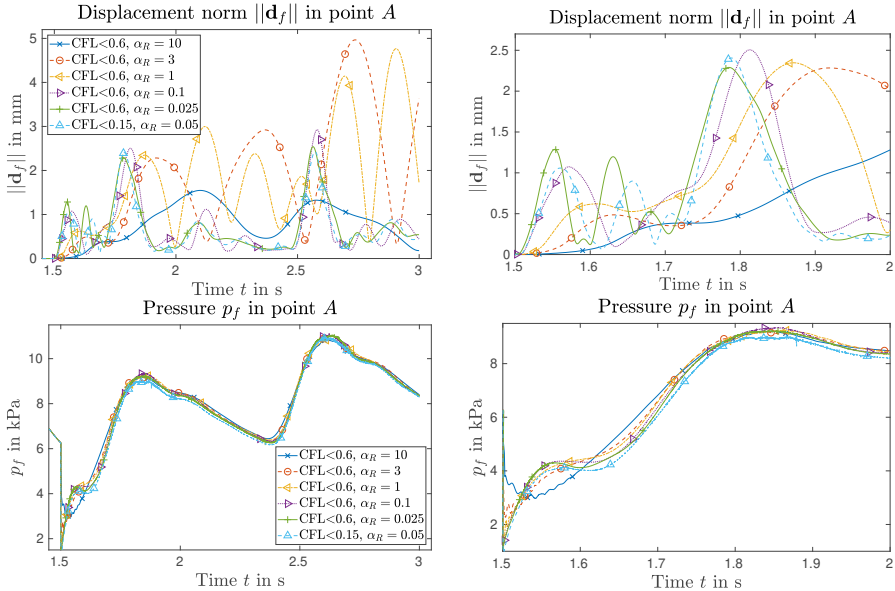 Displacement norm ||d_f|| in point A
CFL<0.6, α_R = 10
CFL<0.6, α_R = 3
CFL<0.6, α_R = 1
CFL<0.6, α_R = 0.1
CFL<0.6, α_R = 0.025
CFL<0.15, α_R = 0.05
5
4
3
2
1
0
||d_f|| in mm
1.5
2
2.5
3
Time t in s
Displacement norm ||d_f|| in point A
2.5
2
1.5
1
0.5
0
||d_f|| in mm
1.5
1.6
1.7
1.8
1.9
2
Time t in s
Pressure p_f in point A
10
8
6
4
2
p_f in kPa
CFL<0.6, α_R = 10
CFL<0.6, α_R = 3
CFL<0.6, α_R = 1
CFL<0.6, α_R = 0.1
CFL<0.6, α_R = 0.025
CFL<0.15, α_R = 0.05
1.5
2
2.5
3
Time t in s
Pressure p_f in point A
8
6
4
2
p_f in kPa
1.5
1.6
1.7
1.8
1.9
2
Time t in s